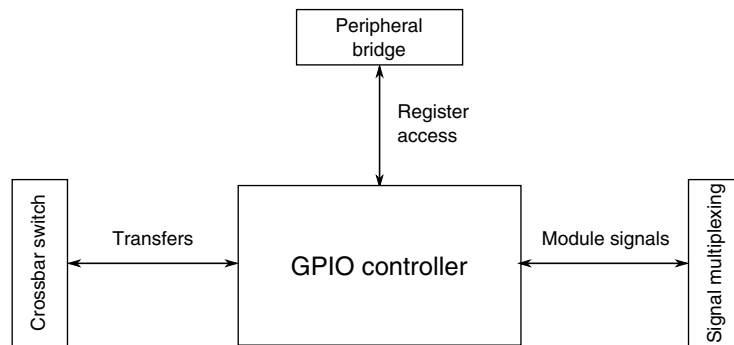 Peripheral
bridge
Register
access
Crossbar switch
Transfers
GPIO controller
Module signals
Signal multiplexing